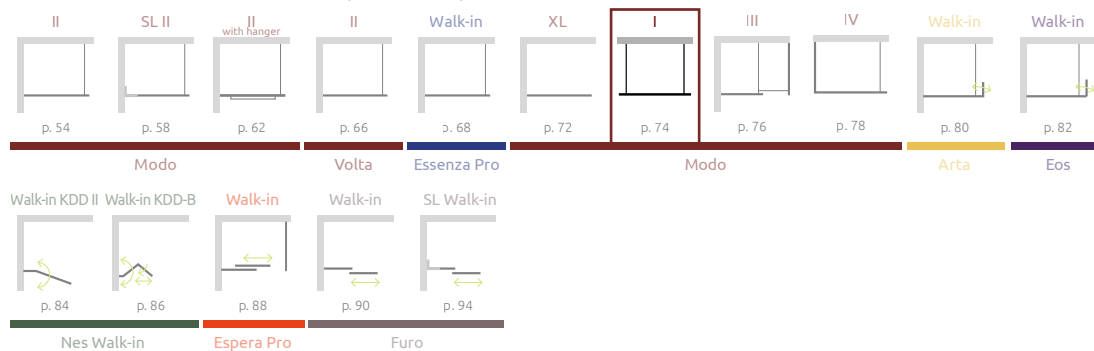 II SL II II II Walk-in XL I III IV Walk-in Walk-in
with hanger
p. 54 p. 58 p. 62 p. 66 p. 68 p. 72 p. 74 p. 76 p. 78 p. 80 p. 82
Modo Volta Essenza Pro Modo Arta Eos
Walk-in KDD II Walk-in KDD-B Walk-in Walk-in SL Walk-in
p. 84 p. 86 p. 88 p. 90 p. 94
Nes Walk-in Espera Pro Furo